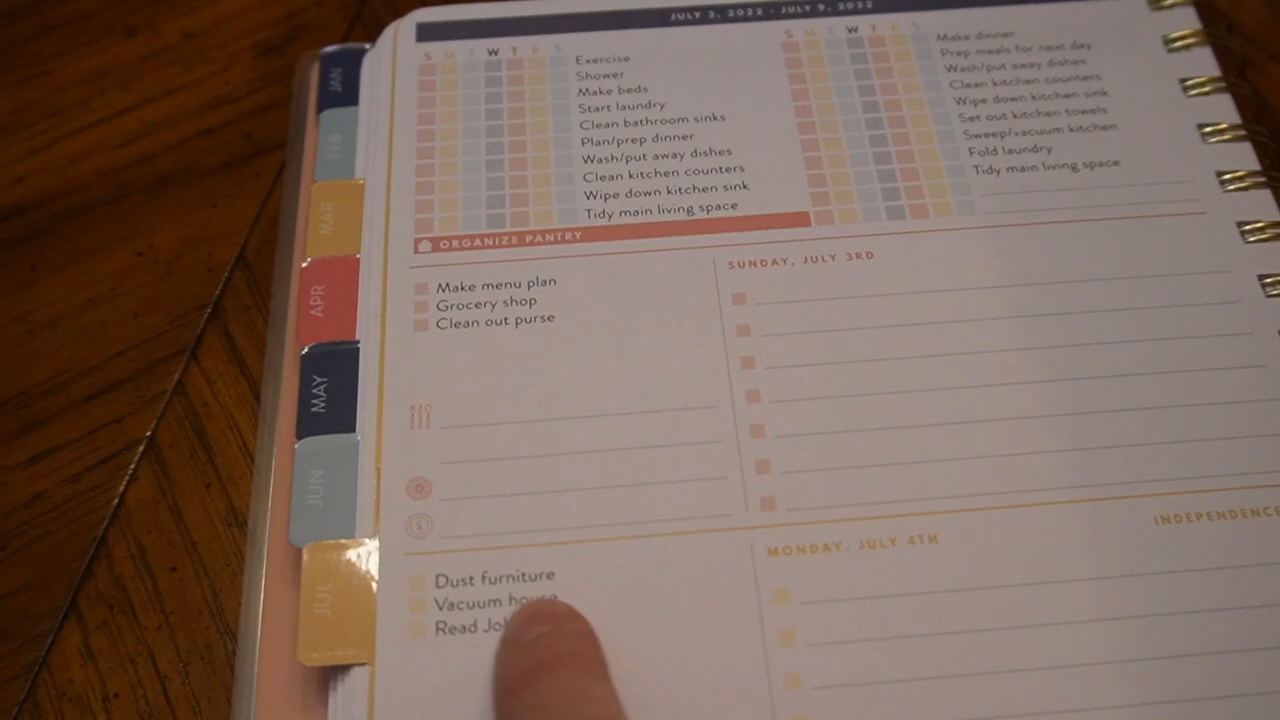 JULY 3, 2022 - JULY 9, 2022
S M T W T F S
Exercise
Shower
Make beds
Start laundry
Clean bathroom sinks
Plan/prep dinner
Wash/put away dishes
Clean kitchen counters
Wipe down kitchen sink
Tidy main living space
S M T W T F S
Make dinner
Prep meals for next day
Wash/put away dishes
Clean kitchen counters
Wipe down kitchen sink
Set out kitchen towels
Sweep/vacuum kitchen
Fold laundry
Tidy main living space
ORGANIZE PANTRY
Make menu plan
Grocery shop
Clean out purse
SUNDAY, JULY 3RD
INDEPENDENCE
MONDAY, JULY 4TH
Dust furniture
Vacuum house
Read
JAN
FEB
MAR
APR
MAY
JUN
JUL